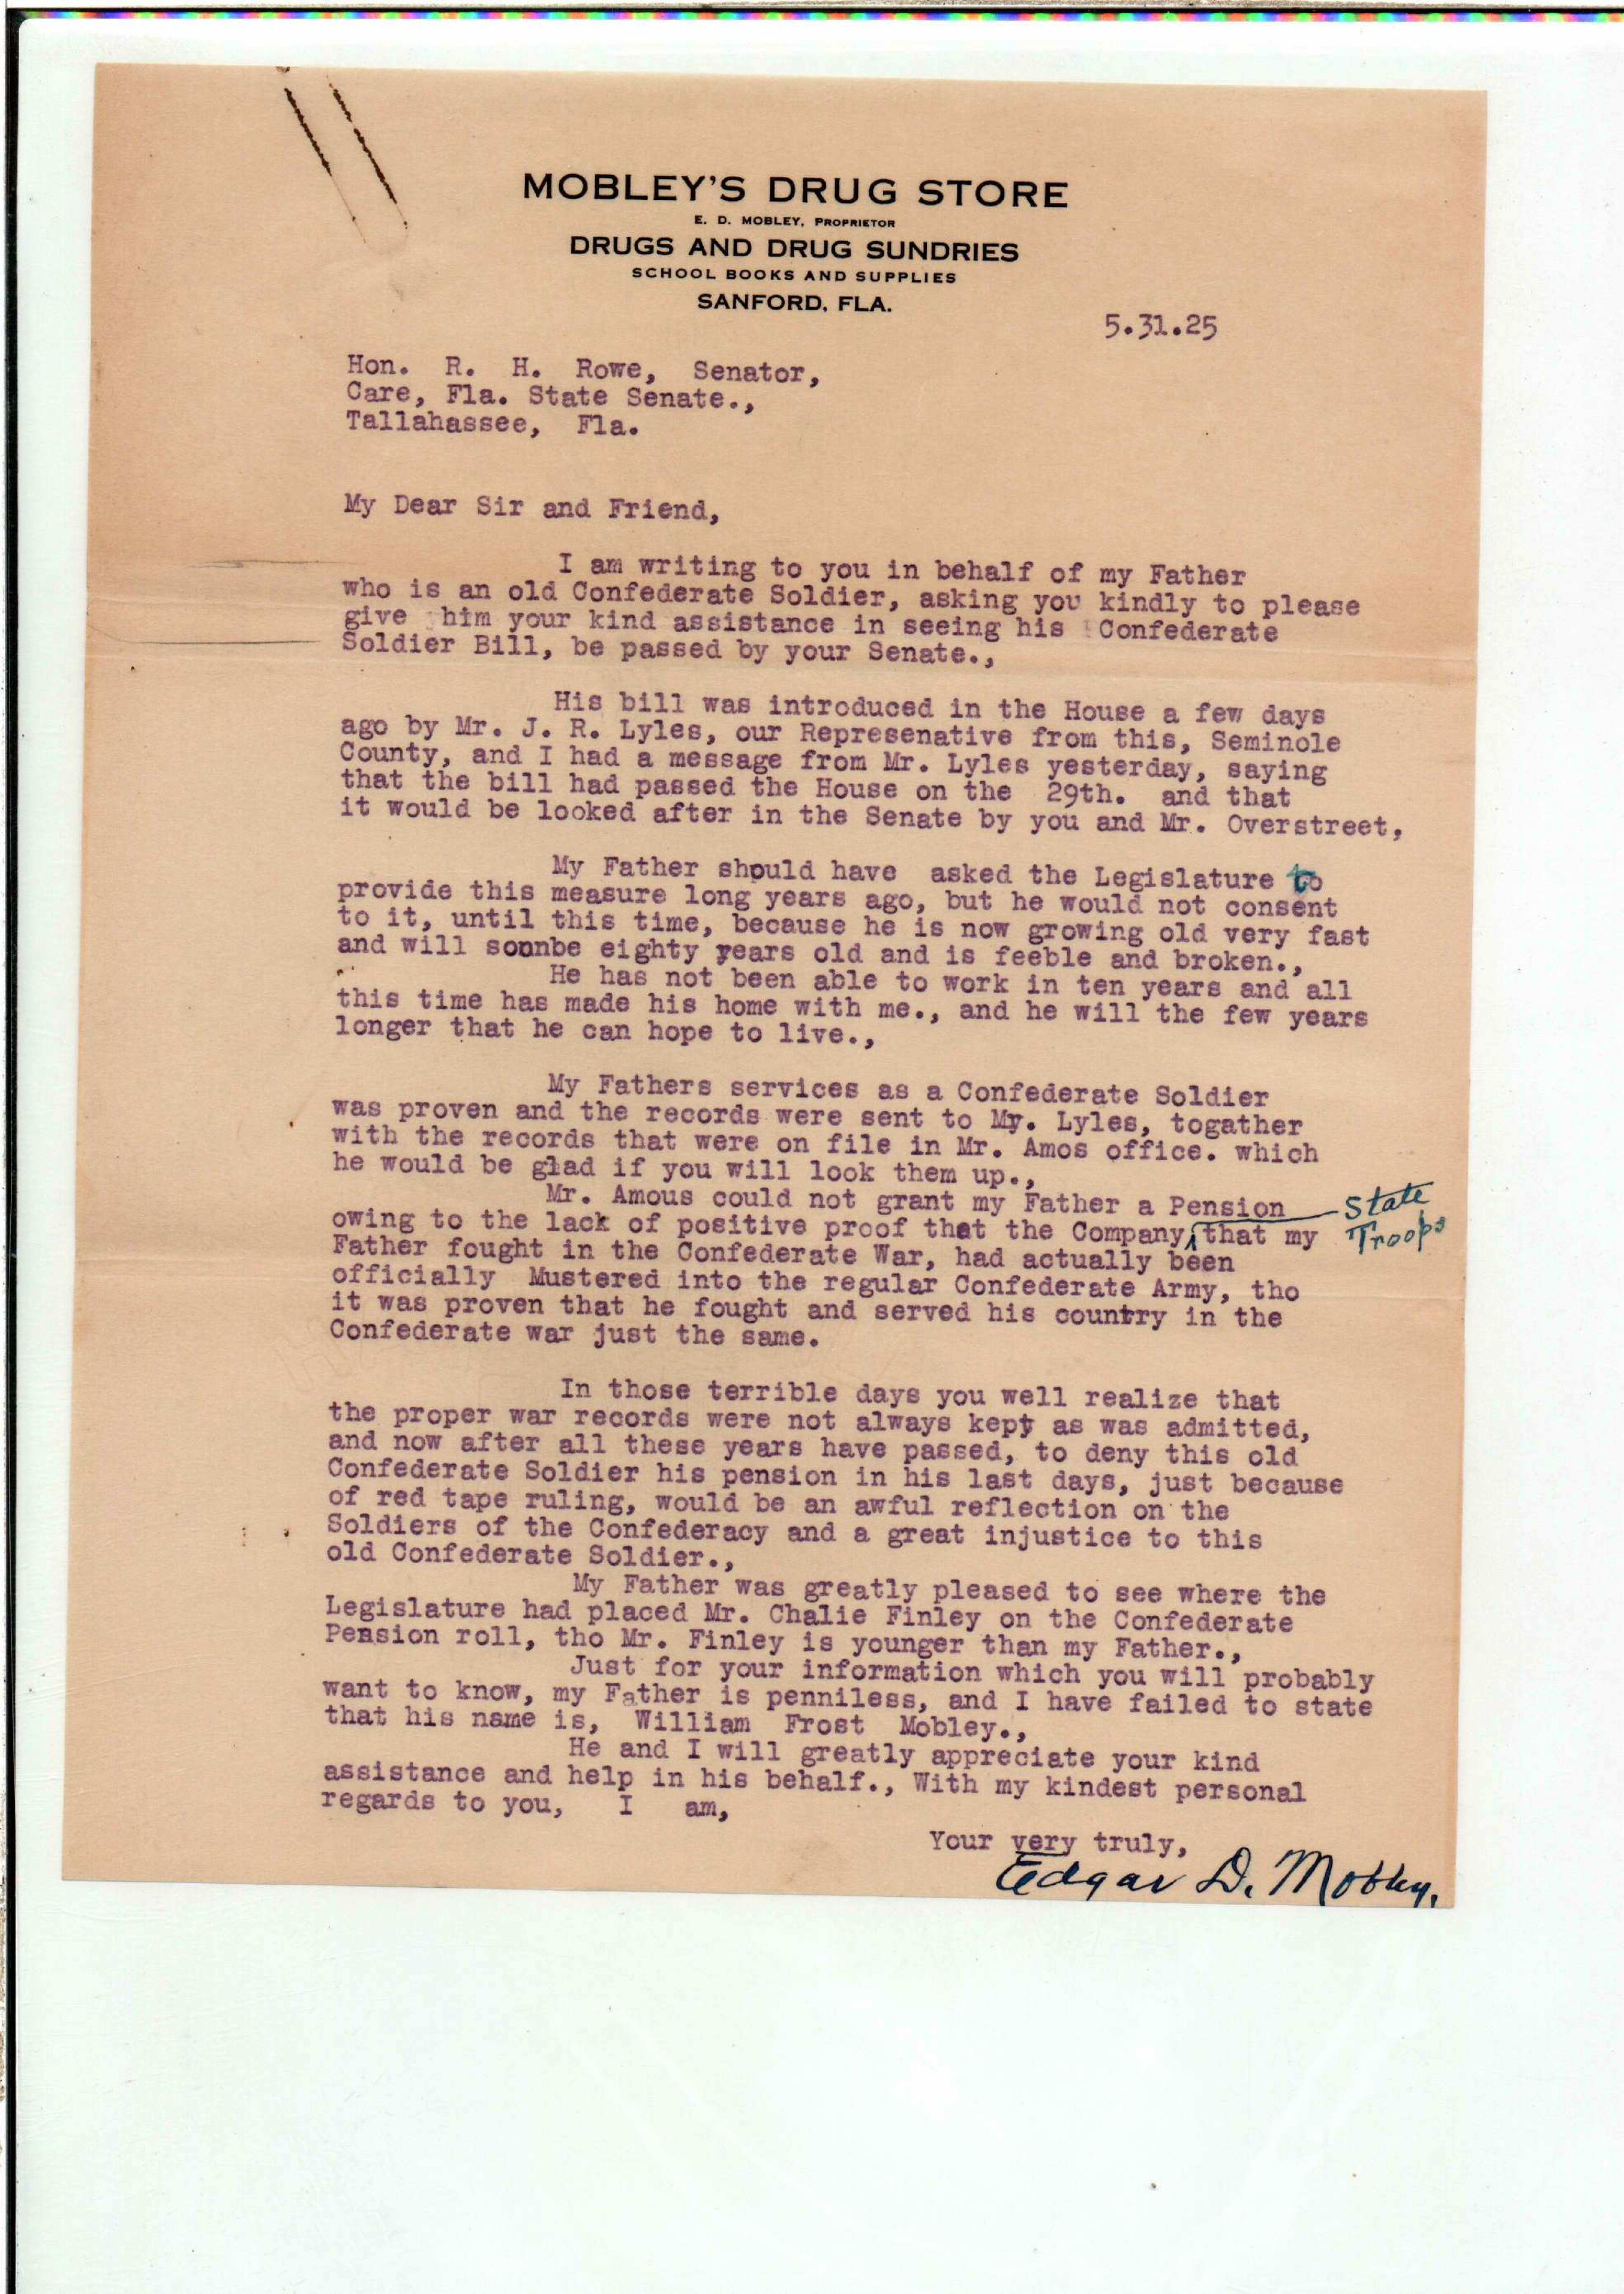 MOBLEY'S DRUG STORE
E. D. MOBLEY, PROPRIETOR
DRUGS AND DRUG SUNDRIES
SCHOOL BOOKS AND SUPPLIES
SANFORD, FLA.
5.31.25
Hon. R. H. Rowe, Senator,
Care, Fla. State Senate.,
Tallahassee, Fla.
My Dear Sir and Friend,
I am writing to you in behalf of my Father
who is an old Confederate Soldier, asking you kindly to please
give him your kind assistance in seeing his Confederate
Soldier Bill, be passed by your Senate.,
His bill was introduced in the House a few days
ago by Mr. J. R. Lyles, our Represenative from this, Seminole
County, and I had a message from Mr. Lyles yesterday, saying
that the bill had passed the House on the 29th. and that
it would be looked after in the Senate by you and Mr. Overstreet,
My Father should have asked the Legislature to
provide this measure long years ago, but he would not consent
to it, until this time, because he is now growing old very fast
and will soonbe eighty years old and is feeble and broken.,
He has not been able to work in ten years and all
this time has made his home with me., and he will the few years
longer that he can hope to live.,
My Fathers services as a Confederate Soldier
was proven and the records were sent to Mr. Lyles, togather
with the records that were on file in Mr. Amos office. which
he would be glad if you will look them up.,
Mr. Amous could not grant my Father a Pension
owing to the lack of positive proof that the Company, that my
State
Troops
Father fought in the Confederate War, had actually been
officially Mustered into the regular Confederate Army, tho
it was proven that he fought and served his country in the
Confederate war just the same.
In those terrible days you well realize that
the proper war records were not always kept as was admitted,
and now after all these years have passed, to deny this old
Confederate Soldier his pension in his last days, just because
of red tape ruling, would be an awful reflection on the
Soldiers of the Confederacy and a great injustice to this
old Confederate Soldier.,
My Father was greatly pleased to see where the
Legislature had placed Mr. Chalie Finley on the Confederate
Pension roll, tho Mr. Finley is younger than my Father.,
Just for your information which you will probably
want to know, my Father is penniless, and I have failed to state
that his name is, William Frost Mobley.,
He and I will greatly appreciate your kind
assistance and help in his behalf., With my kindest personal
regards to you, I am,
Your very truly,
Edgar D. Mobley.